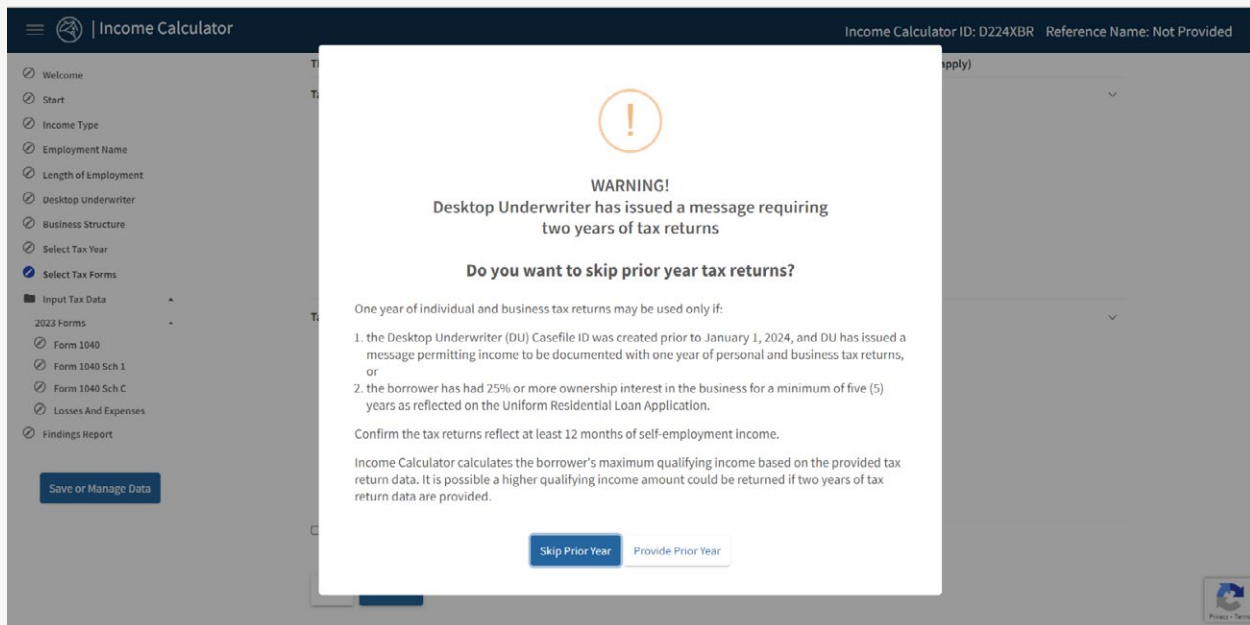 | Income Calculator
Income Calculator ID: D224XBR Reference Name: Not Provided
Welcome
Start
Income Type
Employment Name
Length of Employment
Desktop Underwriter
Business Structure
Select Tax Year
Select Tax Forms
Input Tax Data
2023 Forms
Form 1040
Form 1040 Sch 1
Form 1040 Sch C
Losses And Expenses
Findings Report
Save or Manage Data
apply)
WARNING!
Desktop Underwriter has issued a message requiring
two years of tax returns
Do you want to skip prior year tax returns?
One year of individual and business tax returns may be used only if:
1. the Desktop Underwriter (DU) Casefile ID was created prior to January 1, 2024, and DU has issued a
message permitting income to be documented with one year of personal and business tax returns,
or
2. the borrower has had 25% or more ownership interest in the business for a minimum of five (5)
years as reflected on the Uniform Residential Loan Application.
Confirm the tax returns reflect at least 12 months of self-employment income.
Income Calculator calculates the borrower's maximum qualifying income based on the provided tax
return data. It is possible a higher qualifying income amount could be returned if two years of tax
return data are provided.
Skip Prior Year
Provide Prior Year